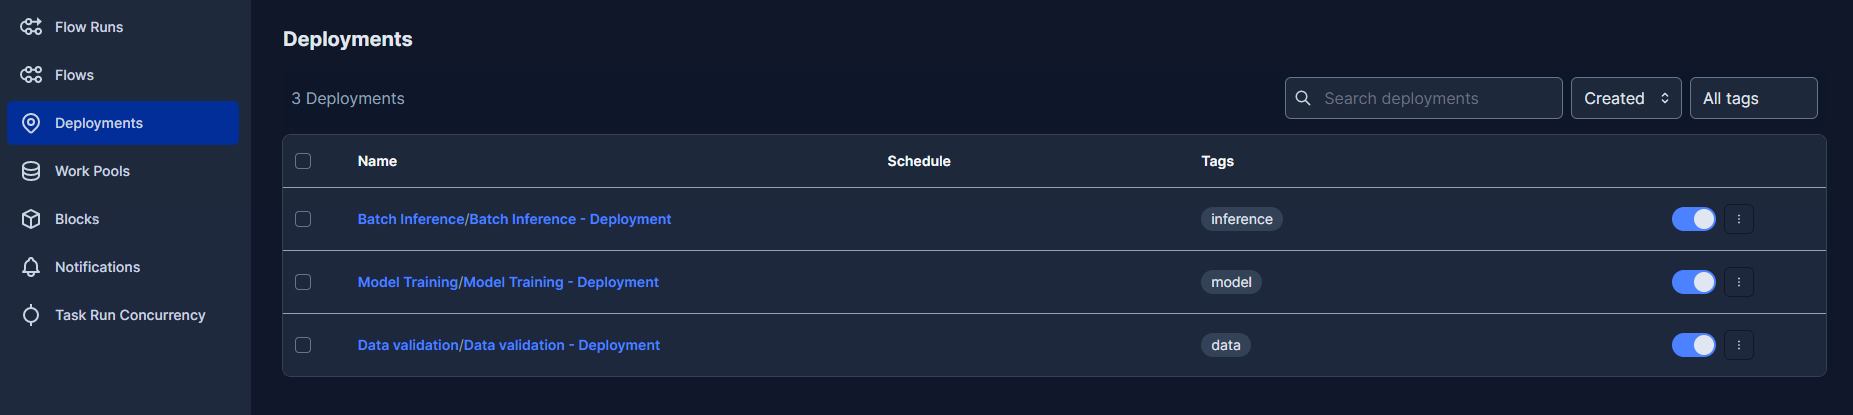 Flow Runs
Flows
Deployments
Work Pools
Blocks
Notifications
Task Run Concurrency
Deployments
3 Deployments
Search deployments
Created
All tags
Name Schedule Tags
Batch Inference/Batch Inference - Deployment inference
Model Training/Model Training - Deployment model
Data validation/Data validation - Deployment data